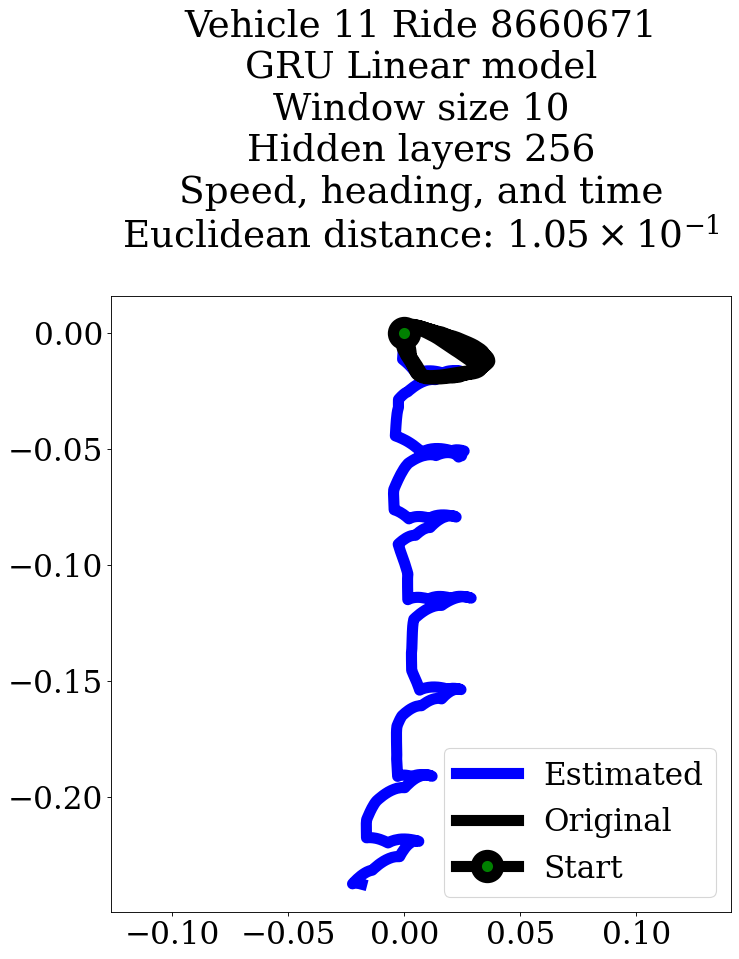 Vehicle 11 Ride 8660671
GRU Linear model
Window size 10
Hidden layers 256
Speed, heading, and time
Euclidean distance: 1.05 × 10⁻¹
0.00
−0.05
−0.10
−0.15
−0.20
Estimated
Original
Start
−0.10 −0.05 0.00 0.05 0.10